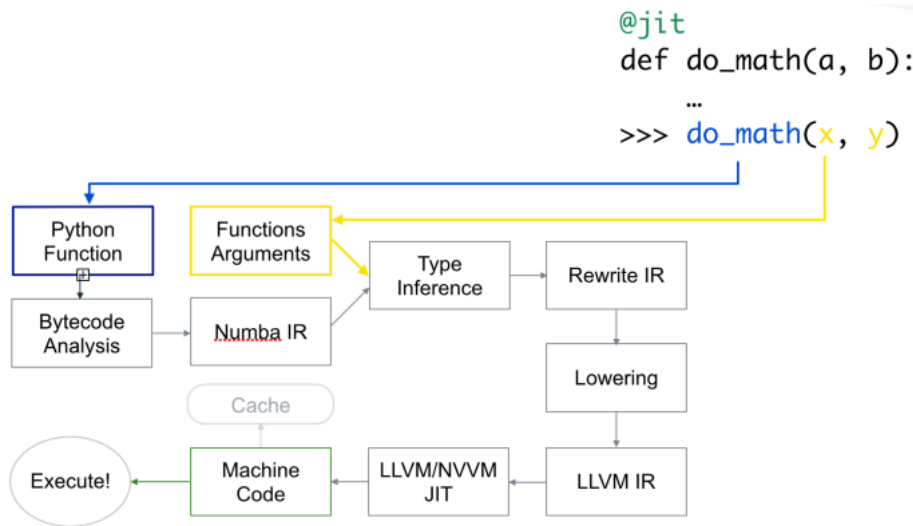 @jit
def do_math(a, b):
…
>>> do_math(x, y)
Python
Function
Functions
Arguments
Type
Inference
Rewrite IR
Bytecode
Analysis
Numba IR
Lowering
Cache
Execute!
Machine
Code
LLVM/NVVM
JIT
LLVM IR